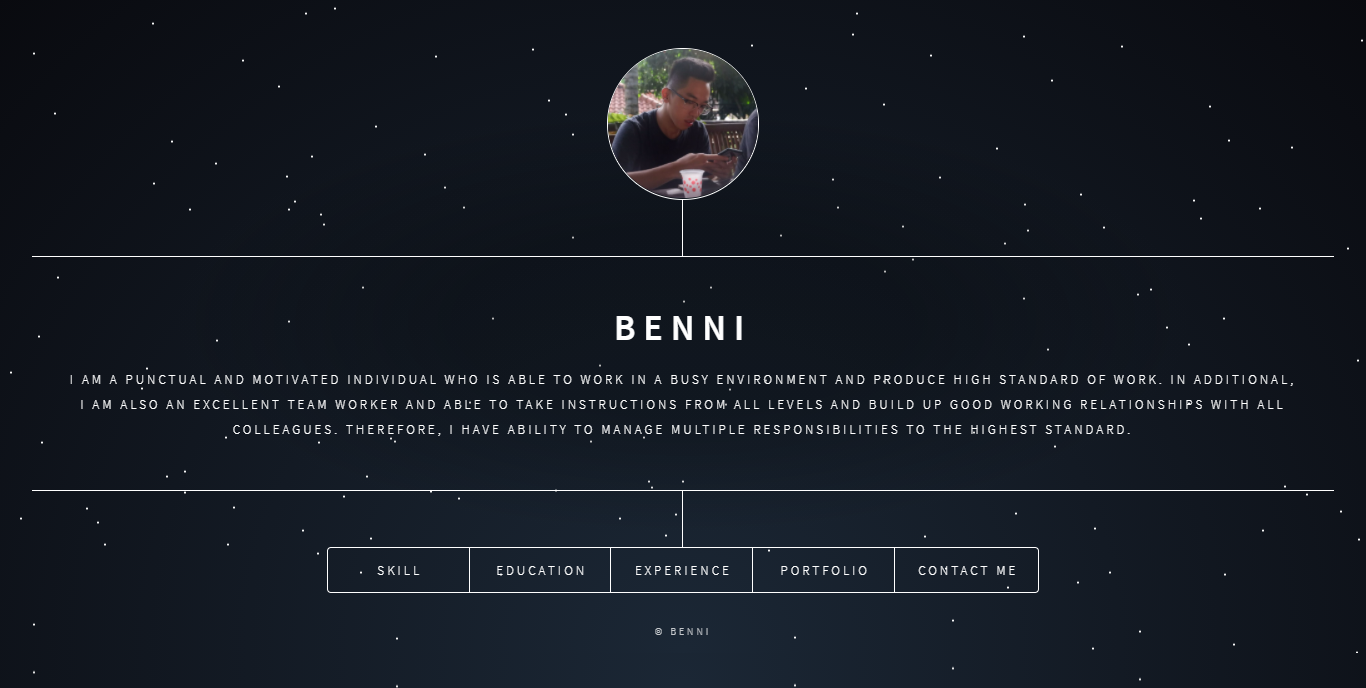 BENNI
I AM A PUNCTUAL AND MOTIVATED INDIVIDUAL WHO IS ABLE TO WORK IN A BUSY ENVIRONMENT AND PRODUCE HIGH STANDARD OF WORK. IN ADDITIONAL,
I AM ALSO AN EXCELLENT TEAM WORKER AND ABLE TO TAKE INSTRUCTIONS FROM ALL LEVELS AND BUILD UP GOOD WORKING RELATIONSHIPS WITH ALL
COLLEAGUES. THEREFORE, I HAVE ABILITY TO MANAGE MULTIPLE RESPONSIBILITIES TO THE HIGHEST STANDARD.
SKILL EDUCATION EXPERIENCE PORTFOLIO CONTACT ME
© BENNI